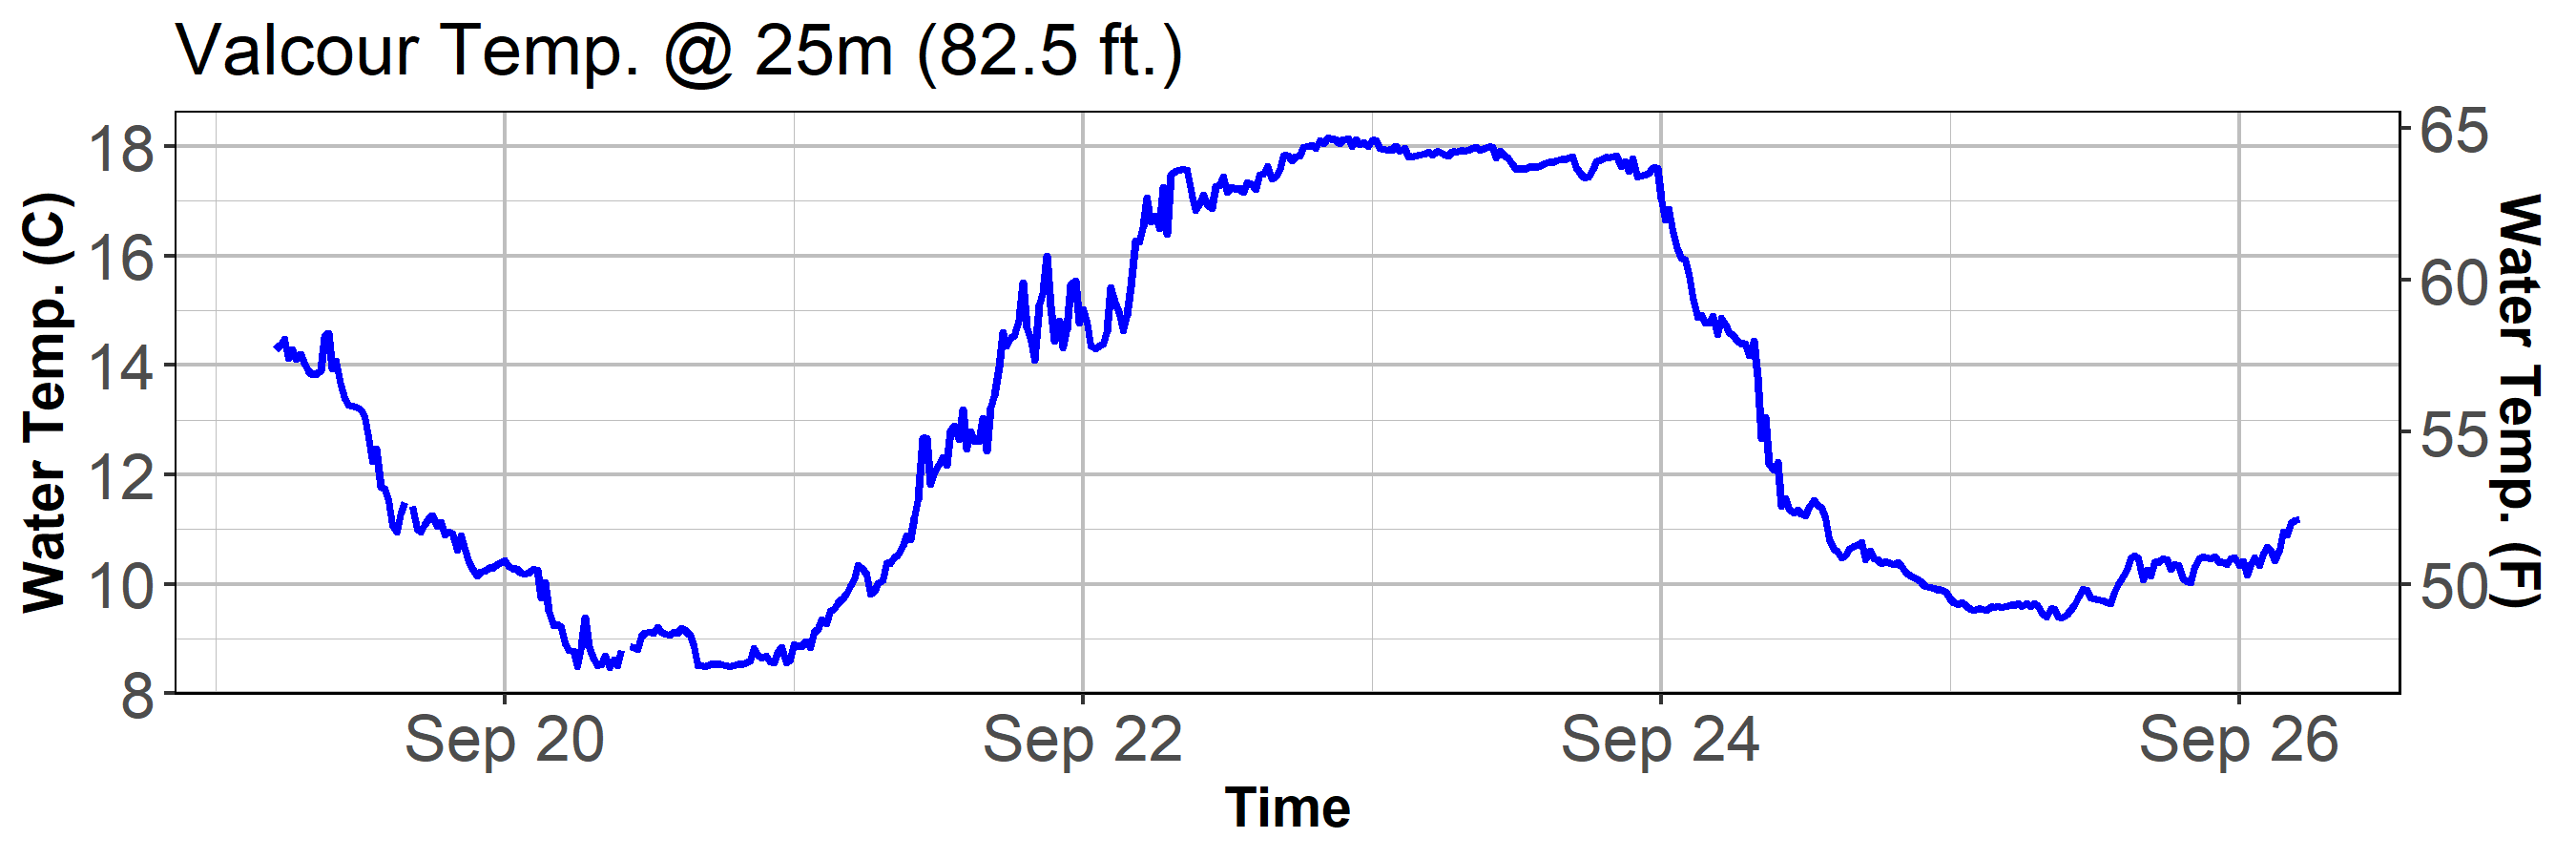 Valcour Temp. @ 25m (82.5 ft.)
Water Temp. (C)
18
16
14
12
10
8
65
60
55
50
Water Temp. (F)
Sep 20
Sep 22
Sep 24
Sep 26
Time